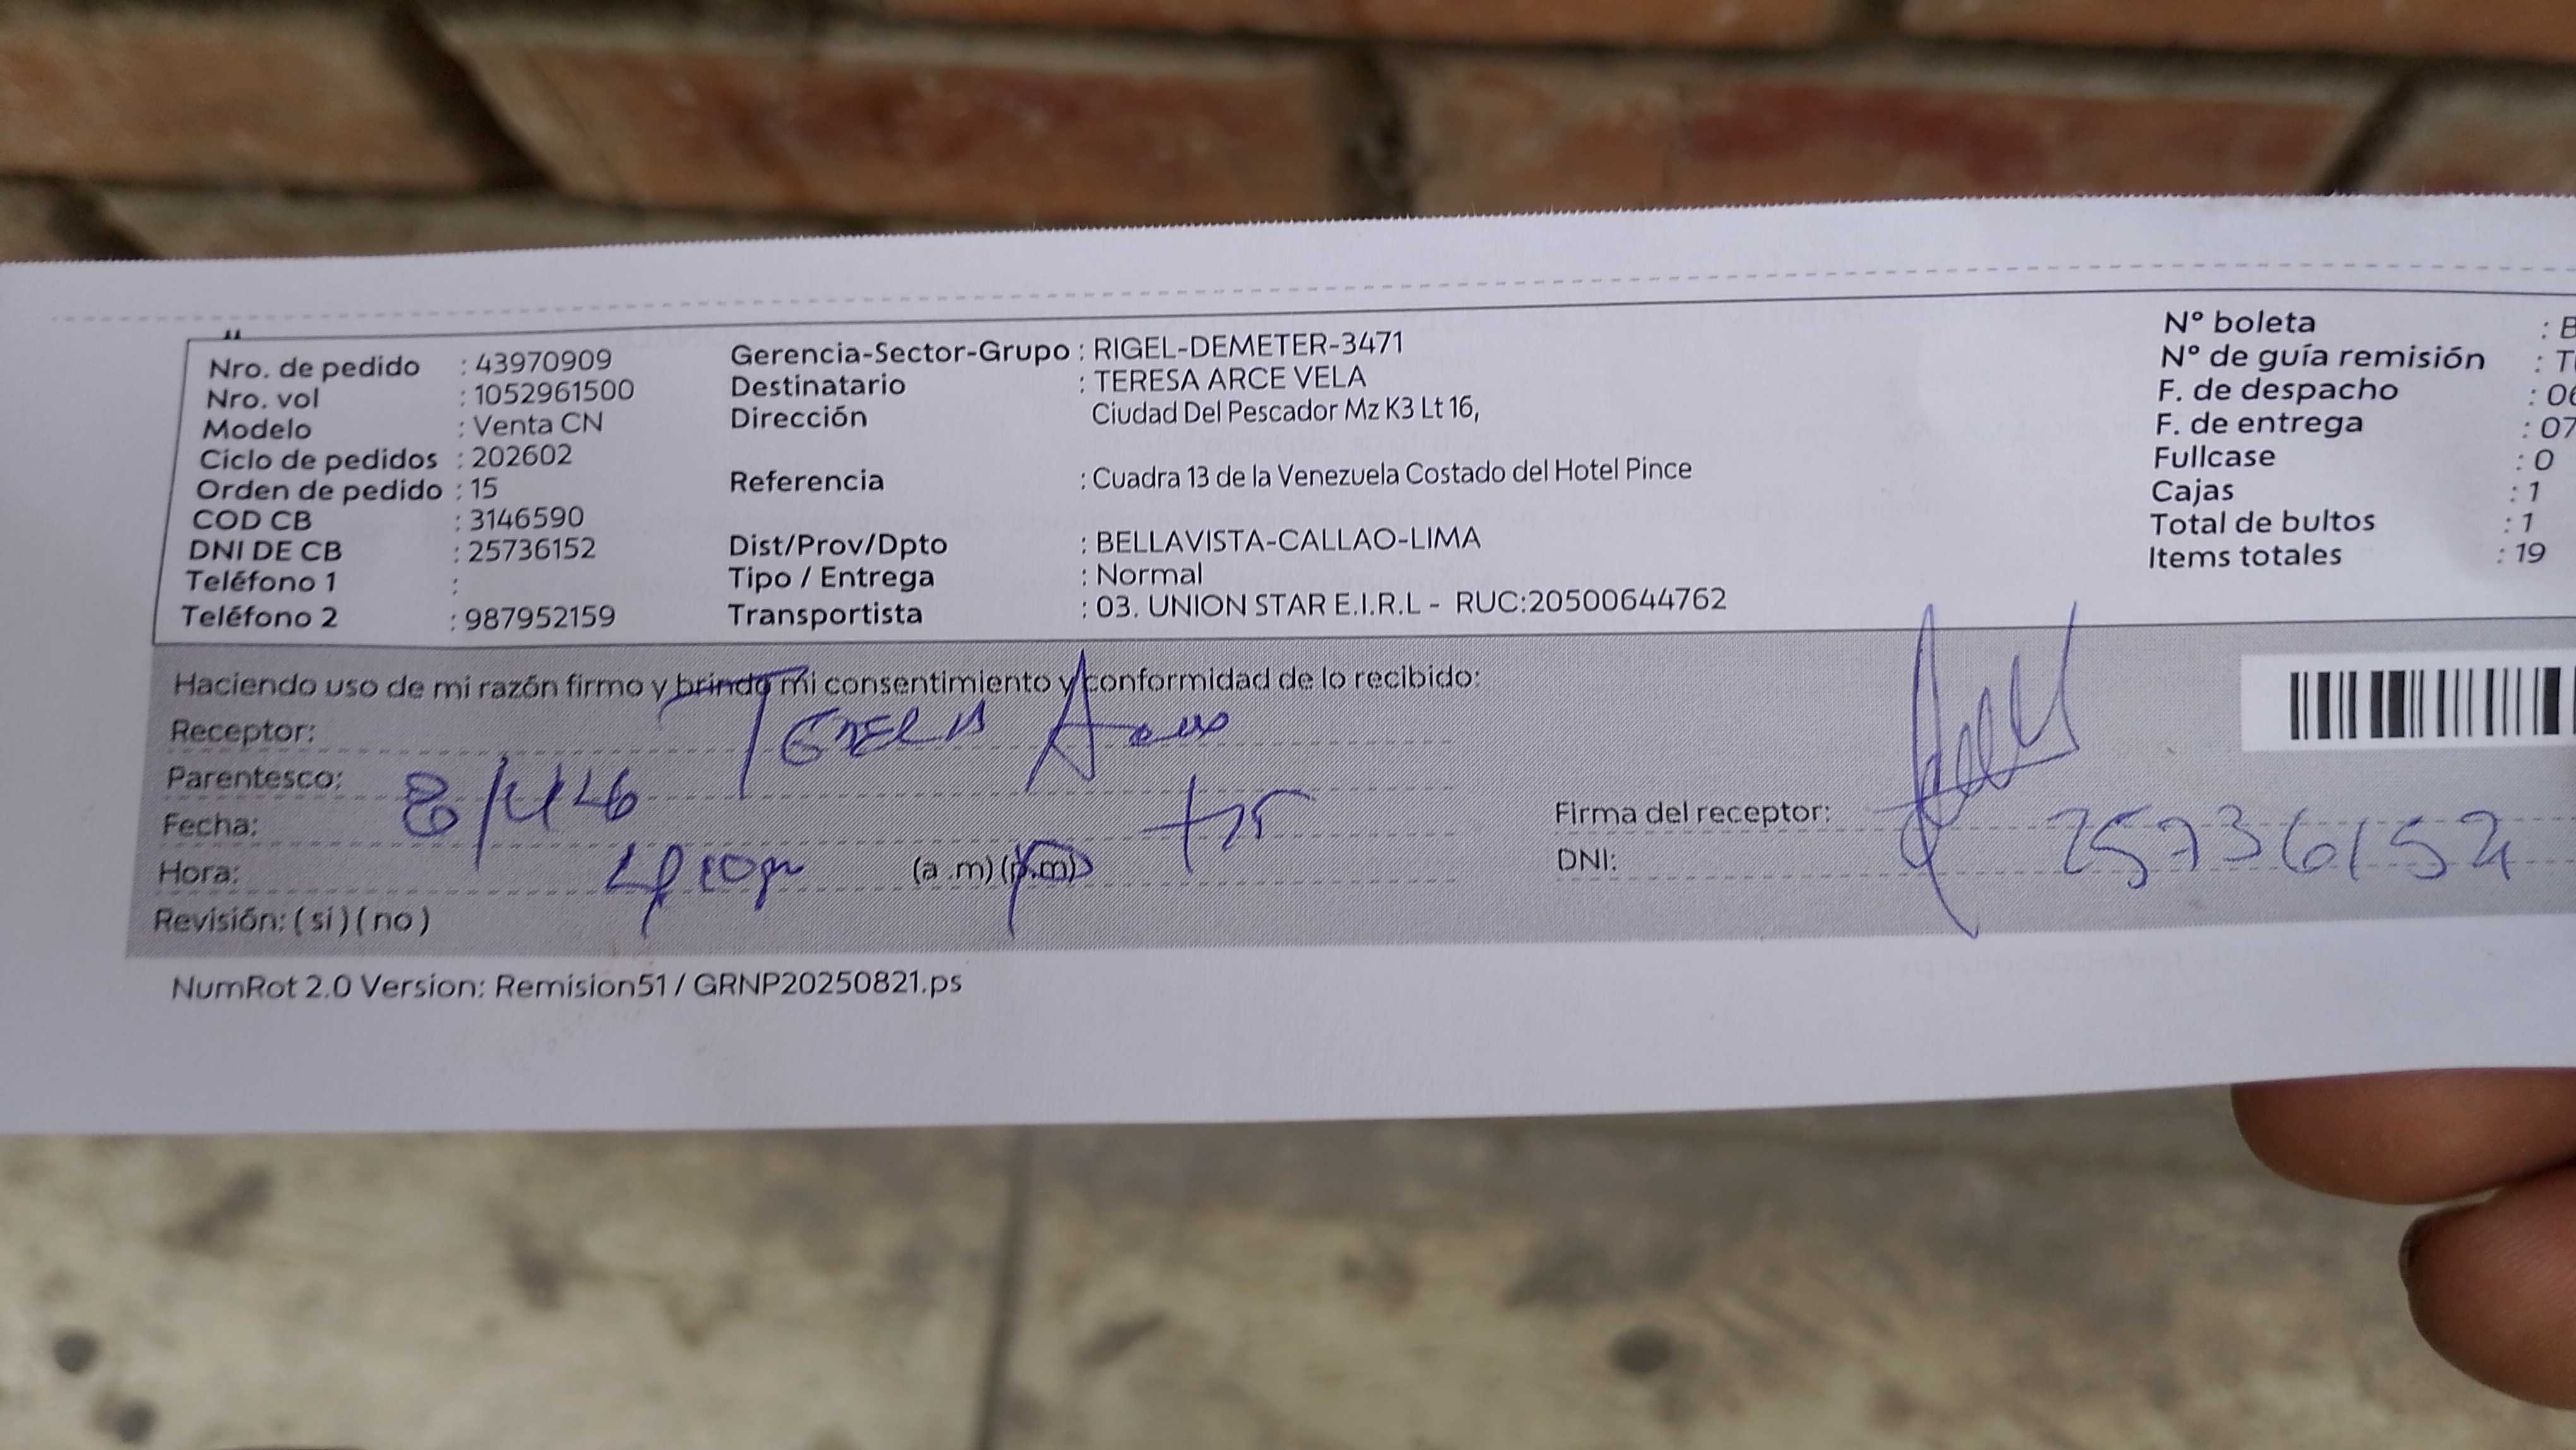 Nro. de pedido : 43970909
Nro. vol : 1052961500
Modelo : Venta CN
Ciclo de pedidos : 202602
Orden de pedido : 15
COD CB : 3146590
DNI DE CB : 25736152
Teléfono 1 :
Teléfono 2 : 987952159
Gerencia-Sector-Grupo : RIGEL-DEMETER-3471
Destinatario : TERESA ARCE VELA
Dirección Ciudad Del Pescador Mz K3 Lt 16,
Referencia : Cuadra 13 de la Venezuela Costado del Hotel Pince
Dist/Prov/Dpto : BELLAVISTA-CALLAO-LIMA
Tipo / Entrega : Normal
Transportista : 03. UNION STAR E.I.R.L - RUC:20500644762
N° boleta : B
N° de guía remisión : T
F. de despacho : 06
F. de entrega : 07
Fullcase : 0
Cajas : 1
Total de bultos : 1
Items totales : 19
Haciendo uso de mi razón firmo y brindo mi consentimiento y conformidad de lo recibido:
Receptor: Teresa Arce
Parentesco:
Fecha:
Hora: (a .m) (p.m)
Revisión: ( si ) ( no )
Firma del receptor:
DNI: 25736152
NumRot 2.0 Version: Remision51 / GRNP20250821.ps